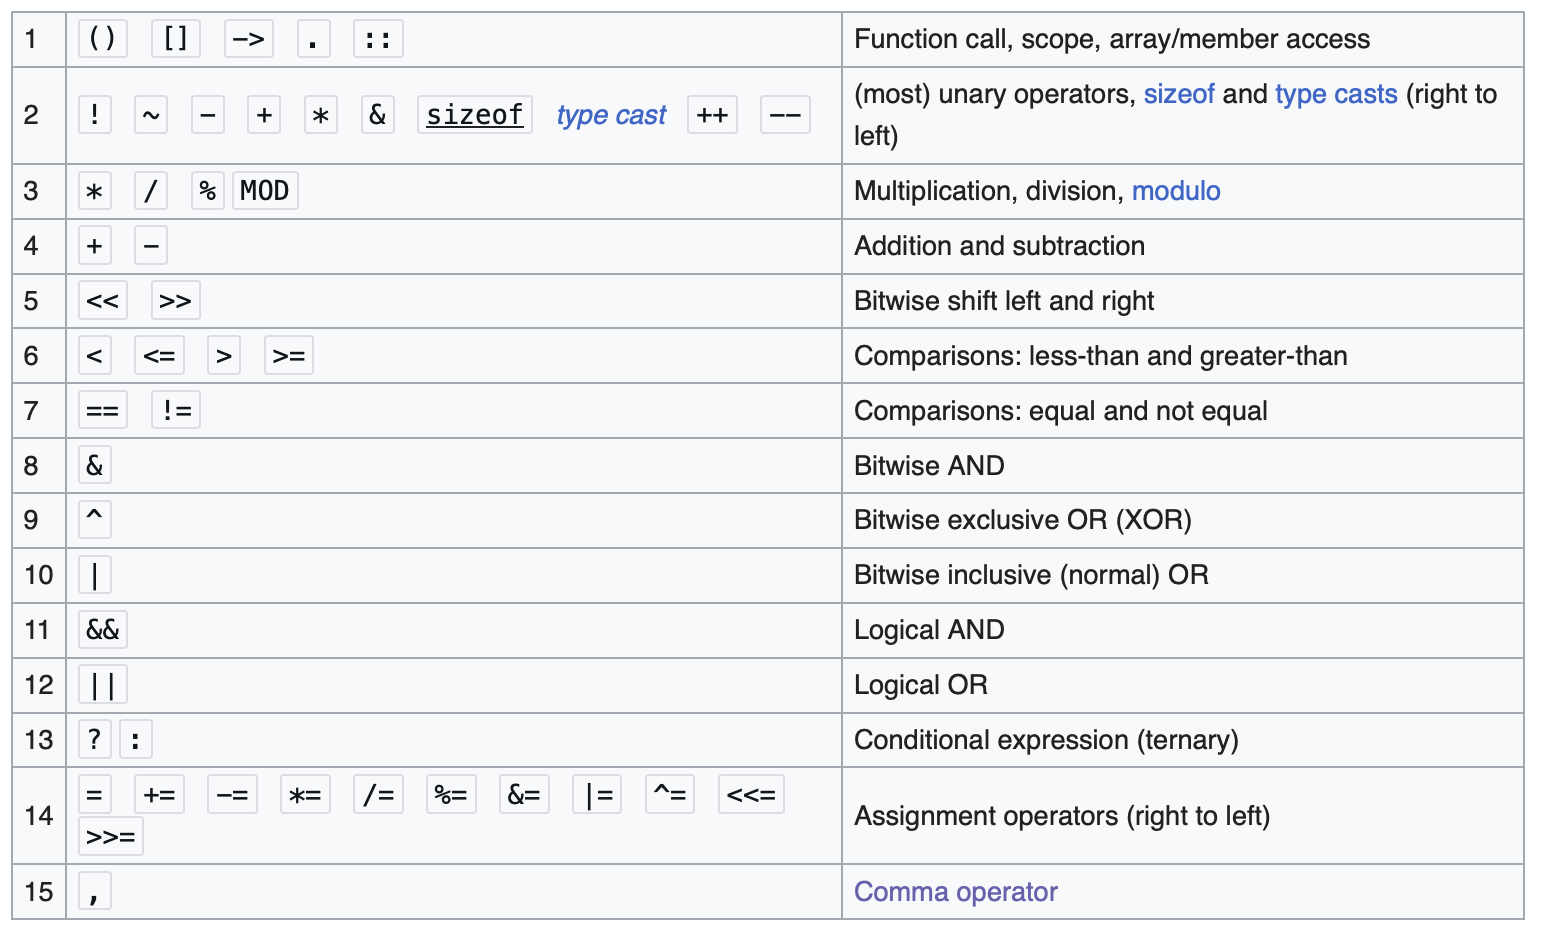 1 () [] -> . :: Function call, scope, array/member access
2 ! ~ - + * & sizeof type cast ++ -- (most) unary operators, sizeof and type casts (right to
left)
3 * / % MOD Multiplication, division, modulo
4 + - Addition and subtraction
5 << >> Bitwise shift left and right
6 < <= > >= Comparisons: less-than and greater-than
7 == != Comparisons: equal and not equal
8 & Bitwise AND
9 ^ Bitwise exclusive OR (XOR)
10 | Bitwise inclusive (normal) OR
11 && Logical AND
12 || Logical OR
13 ? : Conditional expression (ternary)
14 = += -= *= /= %= &= |= ^= <<= Assignment operators (right to left)
>>=
15 , Comma operator